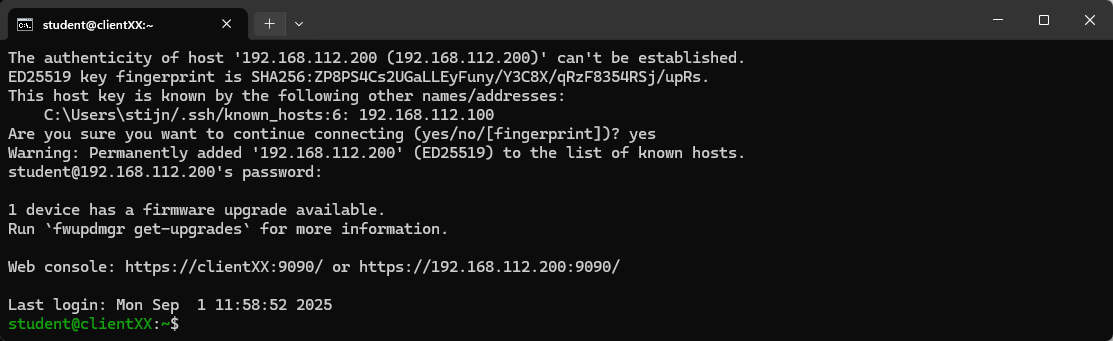 student@clientXX:~
The authenticity of host '192.168.112.200 (192.168.112.200)' can't be established.
ED25519 key fingerprint is SHA256:ZP8PS4Cs2UGaLLEyFuny/Y3C8X/qRzF8354RSj/upRs.
This host key is known by the following other names/addresses:
    C:\Users\stijn/.ssh/known_hosts:6: 192.168.112.100
Are you sure you want to continue connecting (yes/no/[fingerprint])? yes
Warning: Permanently added '192.168.112.200' (ED25519) to the list of known hosts.
student@192.168.112.200's password:
1 device has a firmware upgrade available.
Run `fwupdmgr get-upgrades` for more information.
Web console: https://clientXX:9090/ or https://192.168.112.200:9090/
Last login: Mon Sep  1 11:58:52 2025
student@clientXX:~$